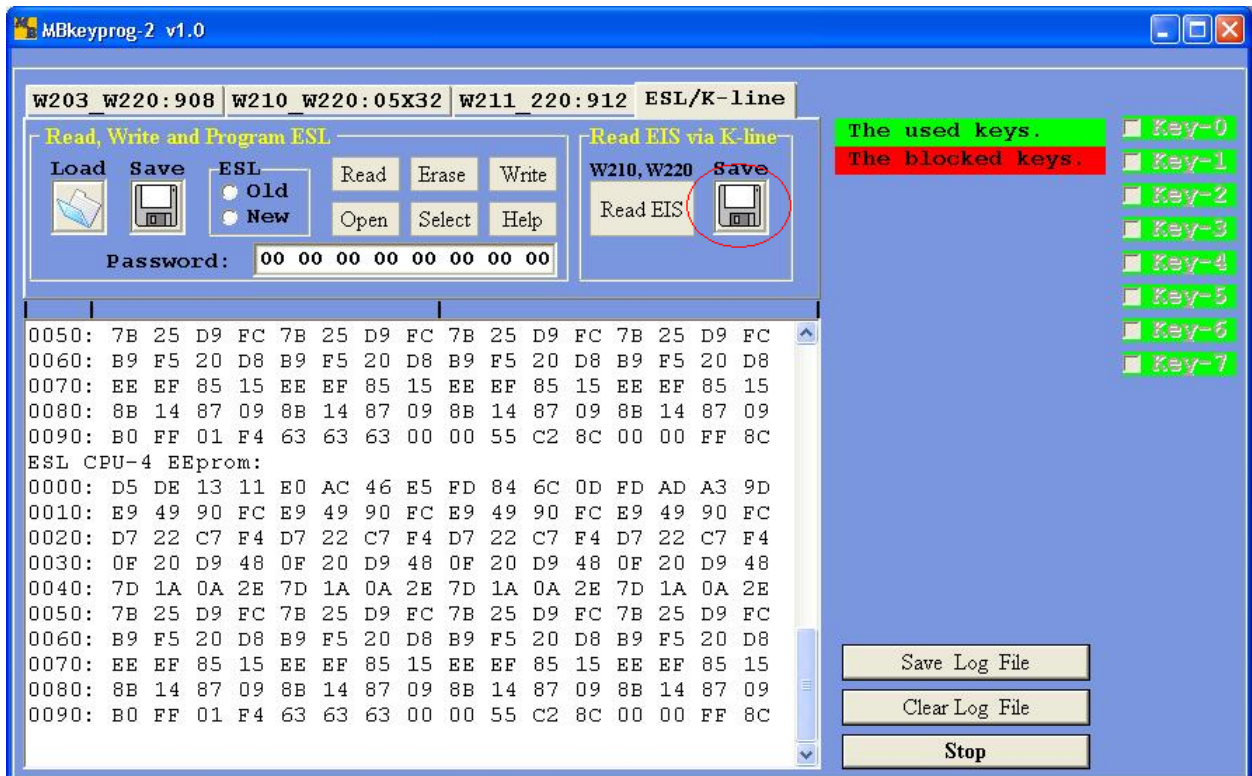 MBkeyprog-2 v1.0
W203_W220:908 W210_W220:05X32 W211_220:912 ESL/K-line
Read, Write and Program ESL
Load Save ESL Old New
Read Erase Write
Open Select Help
Password: 00 00 00 00 00 00 00 00
Read EIS via K-line
W210, W220 Save
Read EIS
The used keys.
The blocked keys.
Key-0
Key-1
Key-2
Key-3
Key-4
Key-5
Key-6
Key-7
0050: 7B 25 D9 FC 7B 25 D9 FC 7B 25 D9 FC 7B 25 D9 FC
0060: B9 F5 20 D8 B9 F5 20 D8 B9 F5 20 D8 B9 F5 20 D8
0070: EE EF 85 15 EE EF 85 15 EE EF 85 15 EE EF 85 15
0080: 8B 14 87 09 8B 14 87 09 8B 14 87 09 8B 14 87 09
0090: B0 FF 01 F4 63 63 63 00 00 55 C2 8C 00 00 FF 8C
ESL CPU-4 EEprom:
0000: D5 DE 13 11 E0 AC 46 E5 FD 84 6C 0D FD AD A3 9D
0010: E9 49 90 FC E9 49 90 FC E9 49 90 FC E9 49 90 FC
0020: D7 22 C7 F4 D7 22 C7 F4 D7 22 C7 F4 D7 22 C7 F4
0030: 0F 20 D9 48 0F 20 D9 48 0F 20 D9 48 0F 20 D9 48
0040: 7D 1A 0A 2E 7D 1A 0A 2E 7D 1A 0A 2E 7D 1A 0A 2E
0050: 7B 25 D9 FC 7B 25 D9 FC 7B 25 D9 FC 7B 25 D9 FC
0060: B9 F5 20 D8 B9 F5 20 D8 B9 F5 20 D8 B9 F5 20 D8
0070: EE EF 85 15 EE EF 85 15 EE EF 85 15 EE EF 85 15
0080: 8B 14 87 09 8B 14 87 09 8B 14 87 09 8B 14 87 09
0090: B0 FF 01 F4 63 63 63 00 00 55 C2 8C 00 00 FF 8C
Save Log File
Clear Log File
Stop